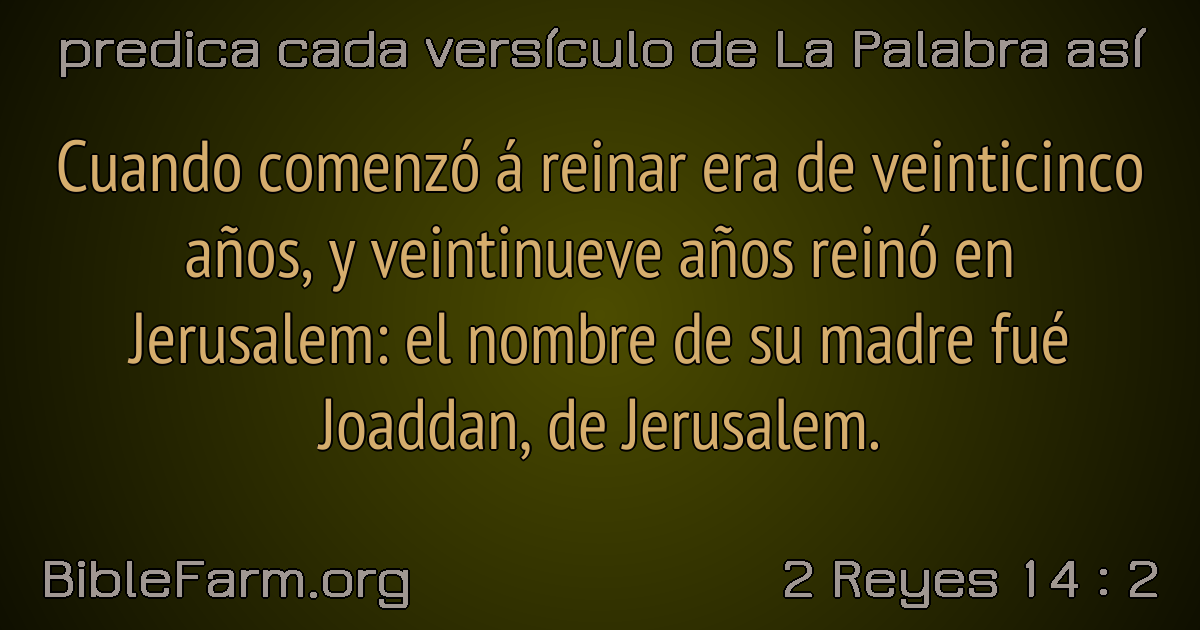 predica cada versículo de La Palabra así
Cuando comenzó á reinar era de veinticinco
años, y veintinueve años reinó en
Jerusalem: el nombre de su madre fué
Joaddan, de Jerusalem.
BibleFarm.org
2 Reyes 14 : 2